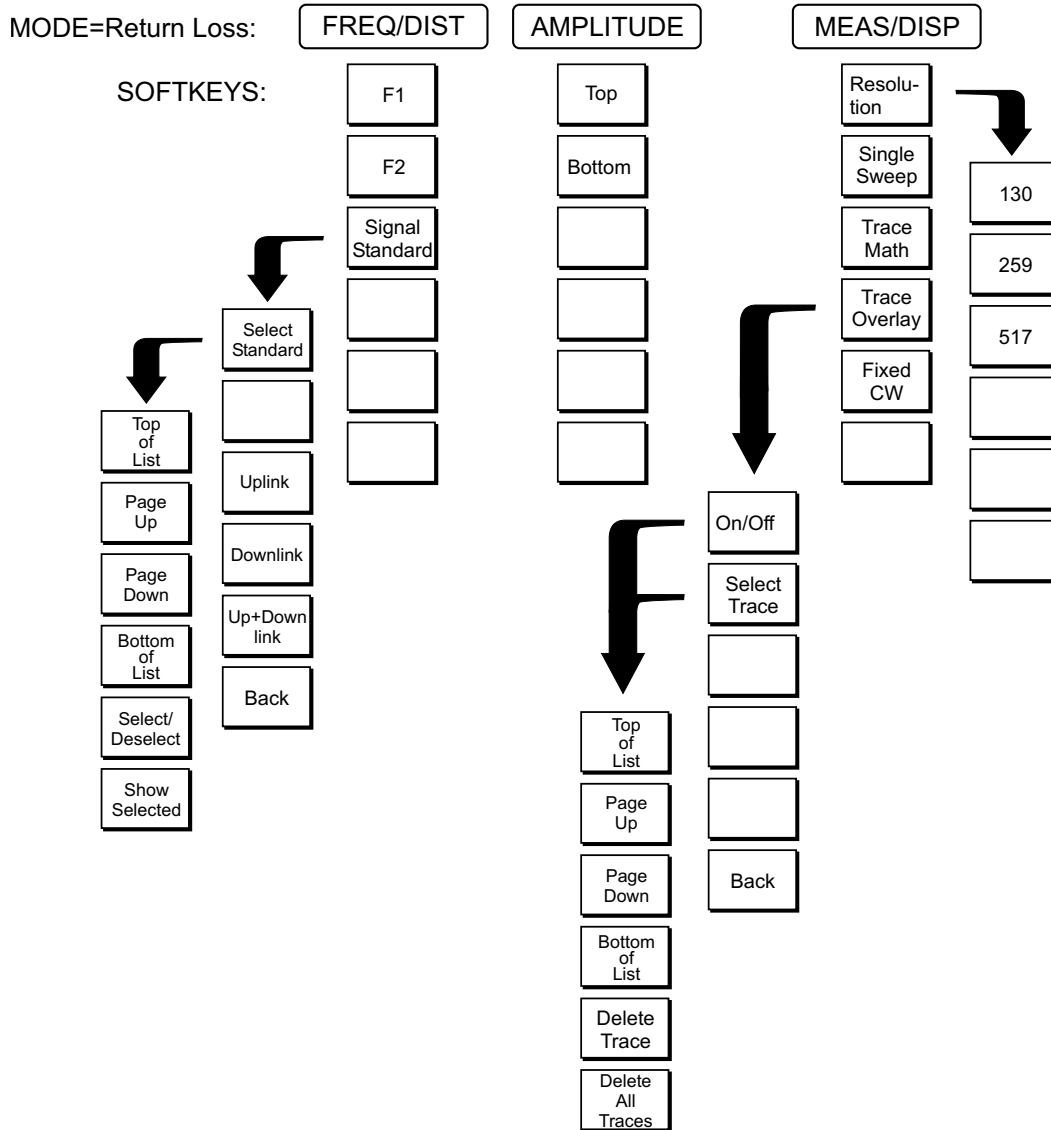 MODE=Return Loss:
FREQ/DIST
AMPLITUDE
MEAS/DISP
SOFTKEYS:
F1
F2
Signal
Standard
Select
Standard
Uplink
Downlink
Up+Down
link
Back
Top
of
List
Page
Up
Page
Down
Bottom
of
List
Select/
Deselect
Show
Selected
Top
Bottom
Resolu-
tion
Single
Sweep
Trace
Math
Trace
Overlay
Fixed
CW
130
259
517
On/Off
Select
Trace
Back
Top
of
List
Page
Up
Page
Down
Bottom
of
List
Delete
Trace
Delete
All
Traces